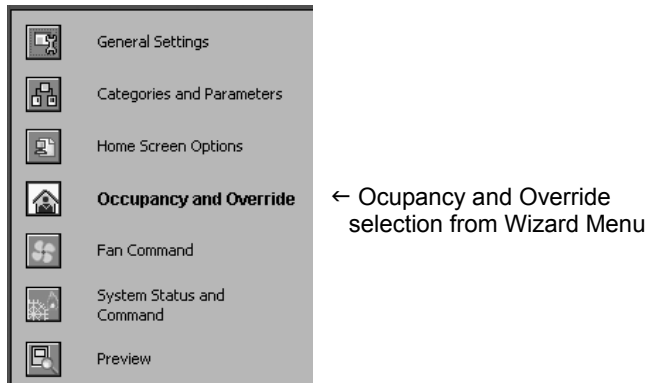 General Settings
Categories and Parameters
Home Screen Options
Occupancy and Override
← Ocupancy and Override
selection from Wizard Menu
Fan Command
System Status and
Command
Preview